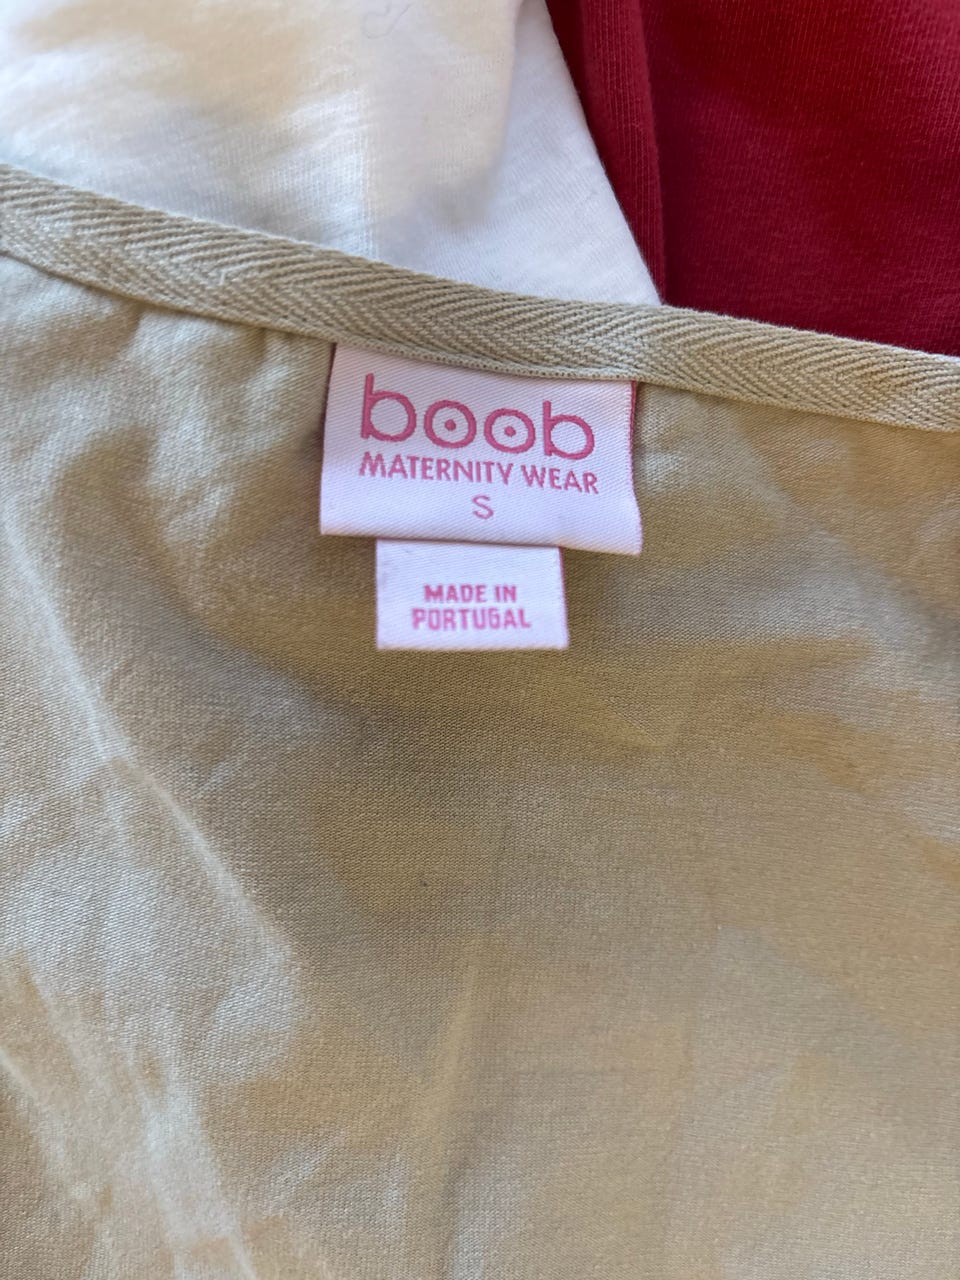 boob
MATERNITY WEAR
S
MADE IN
PORTUGAL